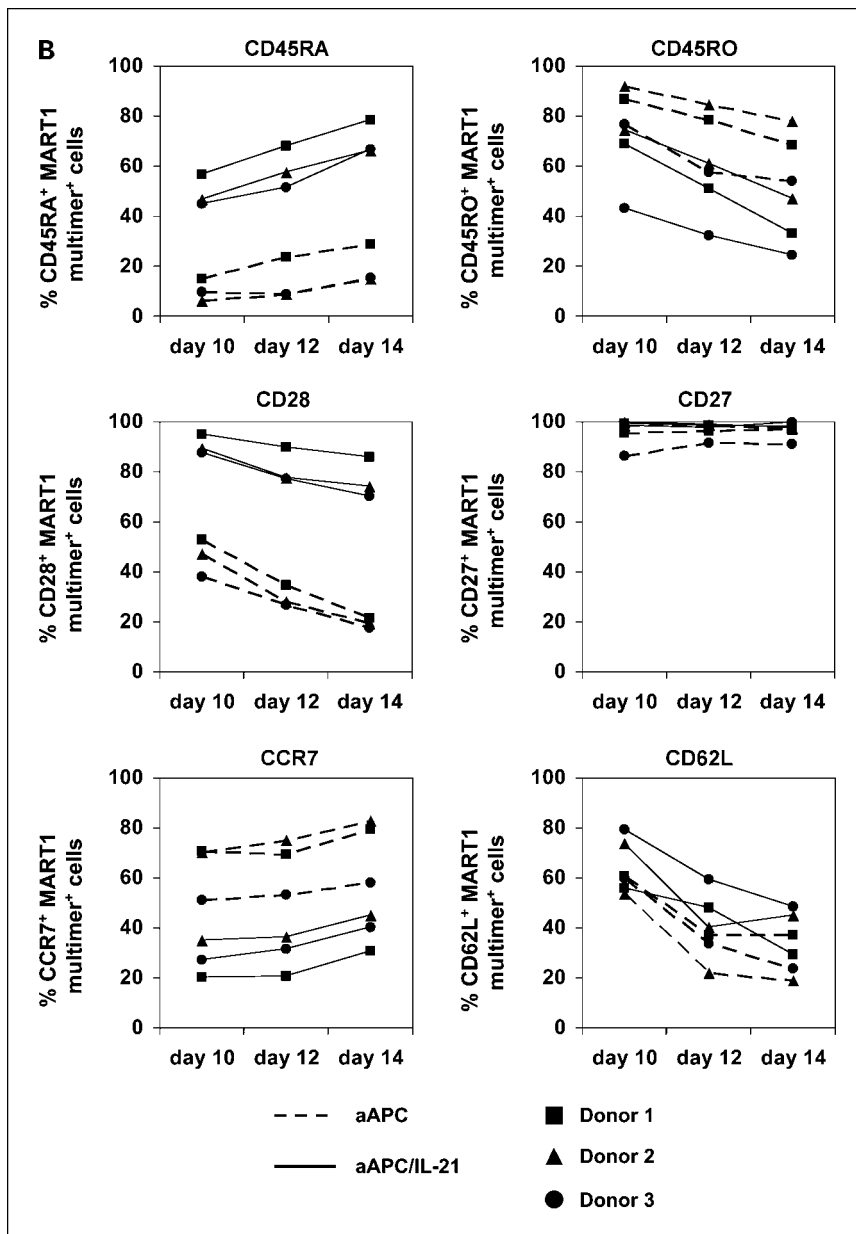 B
CD45RA
% CD45RA+ MART1
multimer+ cells
100
80
60
40
20
0
day 10 day 12 day 14
CD45RO
% CD45RO+ MART1
multimer+ cells
100
80
60
40
20
0
day 10 day 12 day 14
CD28
% CD28+ MART1
multimer+ cells
100
80
60
40
20
0
day 10 day 12 day 14
CD27
% CD27+ MART1
multimer+ cells
100
80
60
40
20
0
day 10 day 12 day 14
CCR7
% CCR7+ MART1
multimer+ cells
100
80
60
40
20
0
day 10 day 12 day 14
CD62L
% CD62L+ MART1
multimer+ cells
100
80
60
40
20
0
day 10 day 12 day 14
aAPC
aAPC/IL-21
Donor 1
Donor 2
Donor 3